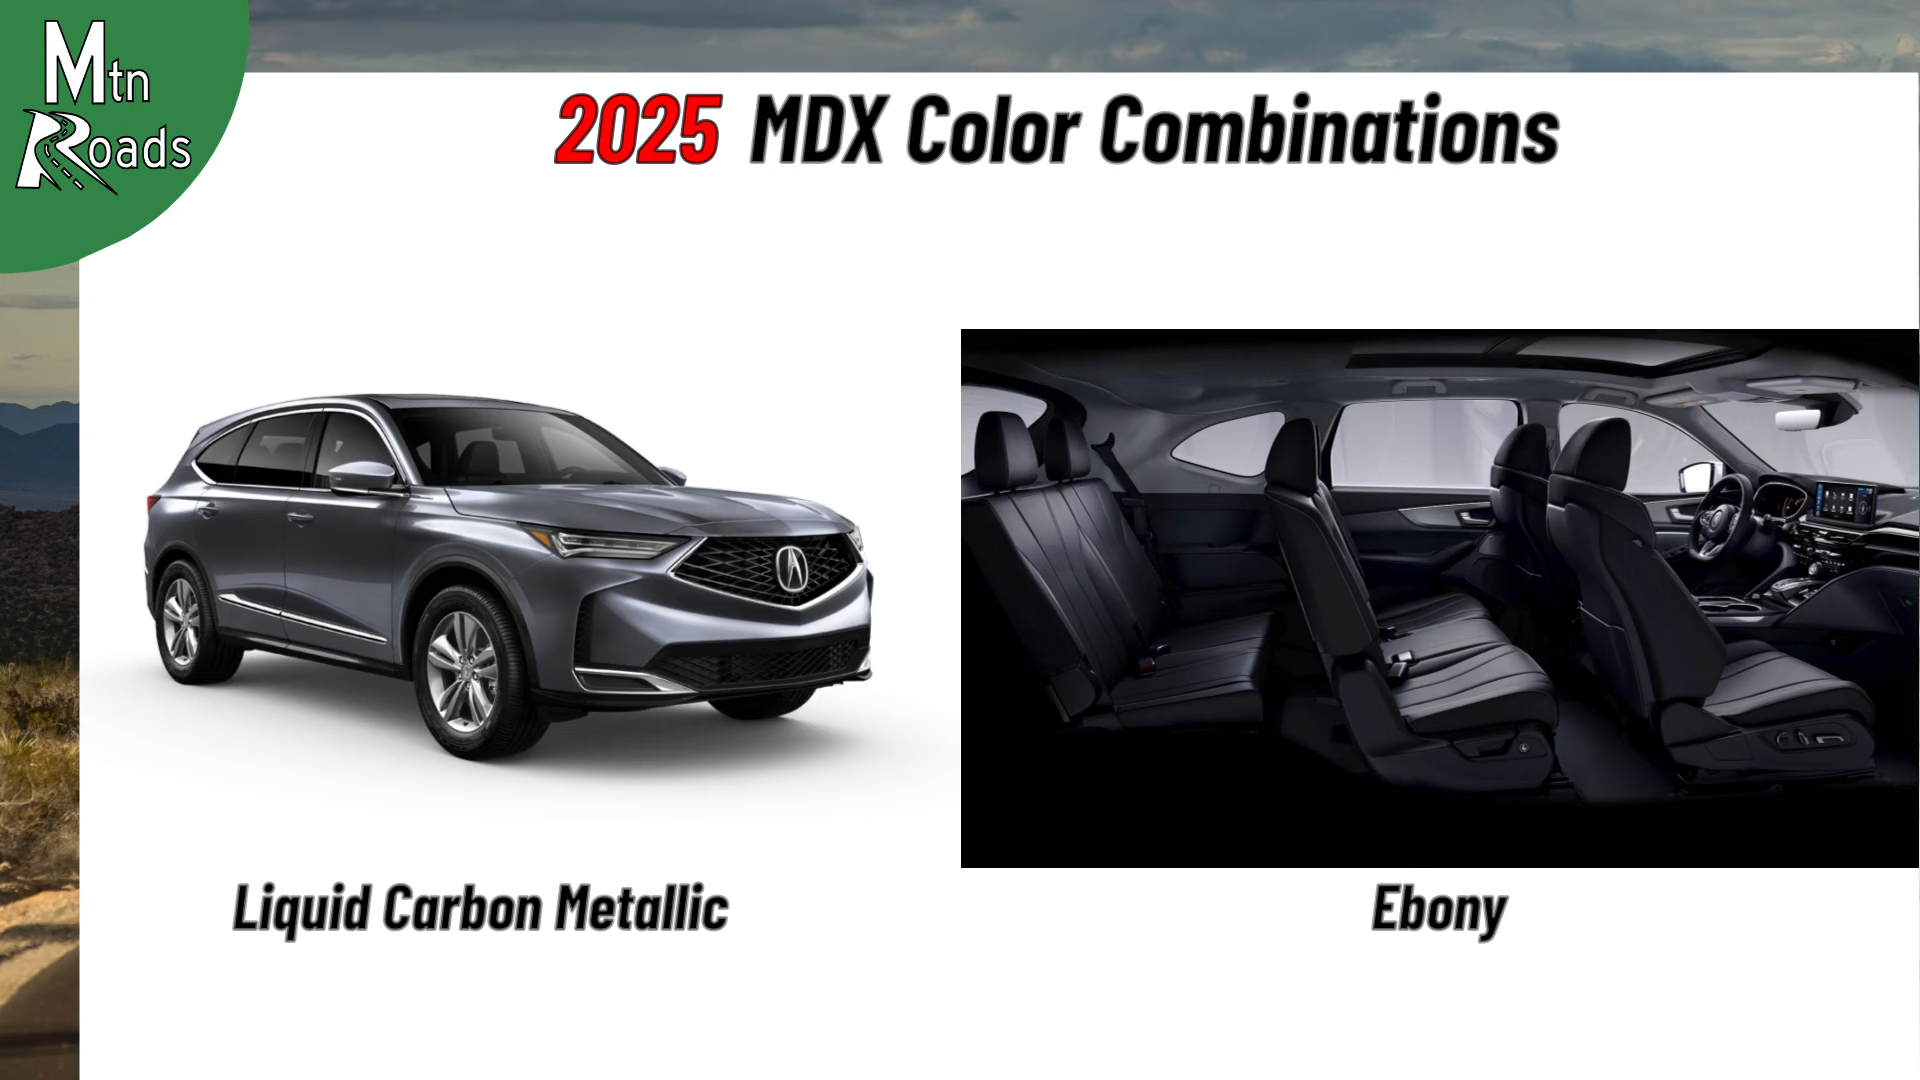 Mtn
Roads
2025 MDX Color Combinations
Liquid Carbon Metallic
Ebony